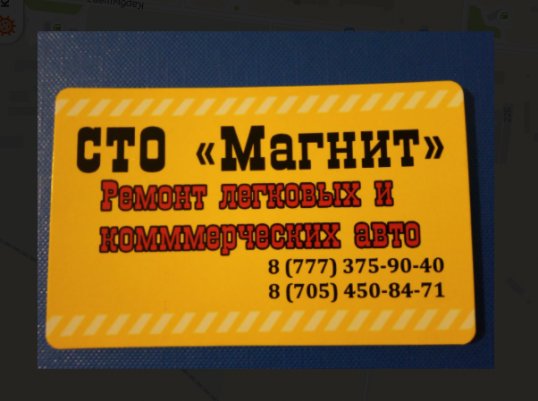 СТО «Магнит»
Ремонт легковых и
комммерческих авто
8 (777) 375-90-40
8 (705) 450-84-71